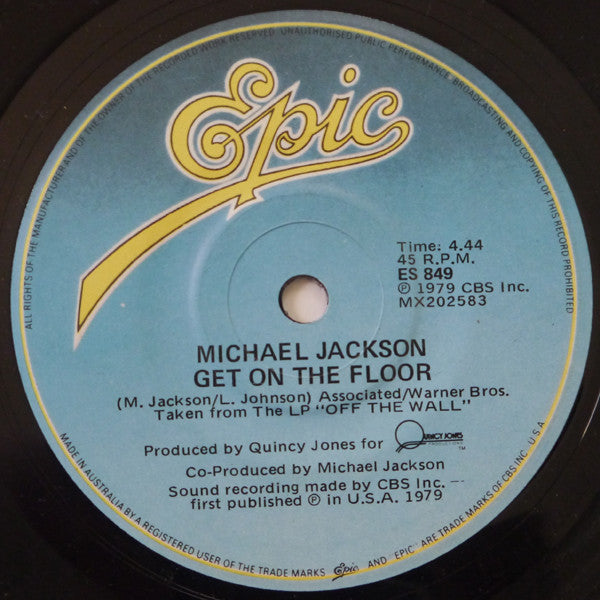 ALL RIGHTS OF THE MANUFACTURER AND OF THE OWNER OF THE RECORDED WORK RESERVED. UNAUTHORISED PUBLIC PERFORMANCE, BROADCASTING AND COPYING OF THIS RECORD PROHIBITED
Epic
Time: 4.44
45 R.P.M.
ES 849
℗ 1979 CBS Inc.
MX202583
MICHAEL JACKSON
GET ON THE FLOOR
(M. Jackson/L. Johnson) Associated/Warner Bros.
Taken from The LP "OFF THE WALL"
Produced by Quincy Jones for QUINCY JONES
PRODUCTIONS ™
Co-Produced by Michael Jackson
Sound recording made by CBS Inc. —
first published ℗ in U.S.A. 1979
MADE IN AUSTRALIA BY A REGISTERED USER OF THE TRADE MARKS Epic AND "EPIC" ARE TRADE MARKS OF CBS INC. U.S.A